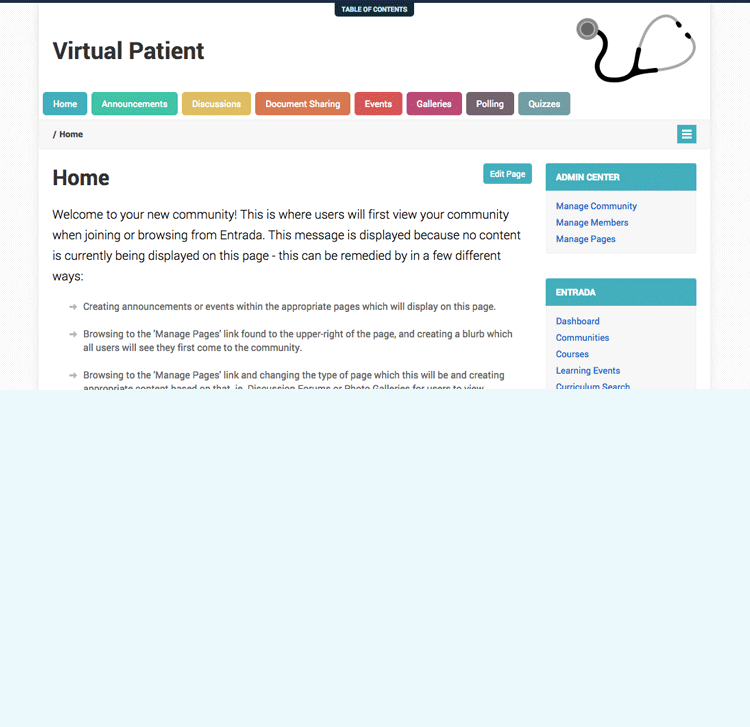 TABLE OF CONTENTS
Virtual Patient
Home
Announcements
Discussions
Document Sharing
Events
Galleries
Polling
Quizzes
/ Home
Home
Edit Page
Welcome to your new community! This is where users will first view your community
when joining or browsing from Entrada. This message is displayed because no content
is currently being displayed on this page - this can be remedied by in a few different
ways:
Creating announcements or events within the appropriate pages which will display on this page.
Browsing to the 'Manage Pages' link found to the upper-right of the page, and creating a blurb which
all users will see they first come to the community.
Browsing to the 'Manage Pages' link and changing the type of page which this will be and creating
appropriate content based on that, ie. Discussion Forums or Photo Galleries for users to view
ADMIN CENTER
Manage Community
Manage Members
Manage Pages
ENTRADA
Dashboard
Communities
Courses
Learning Events
Curriculum Search